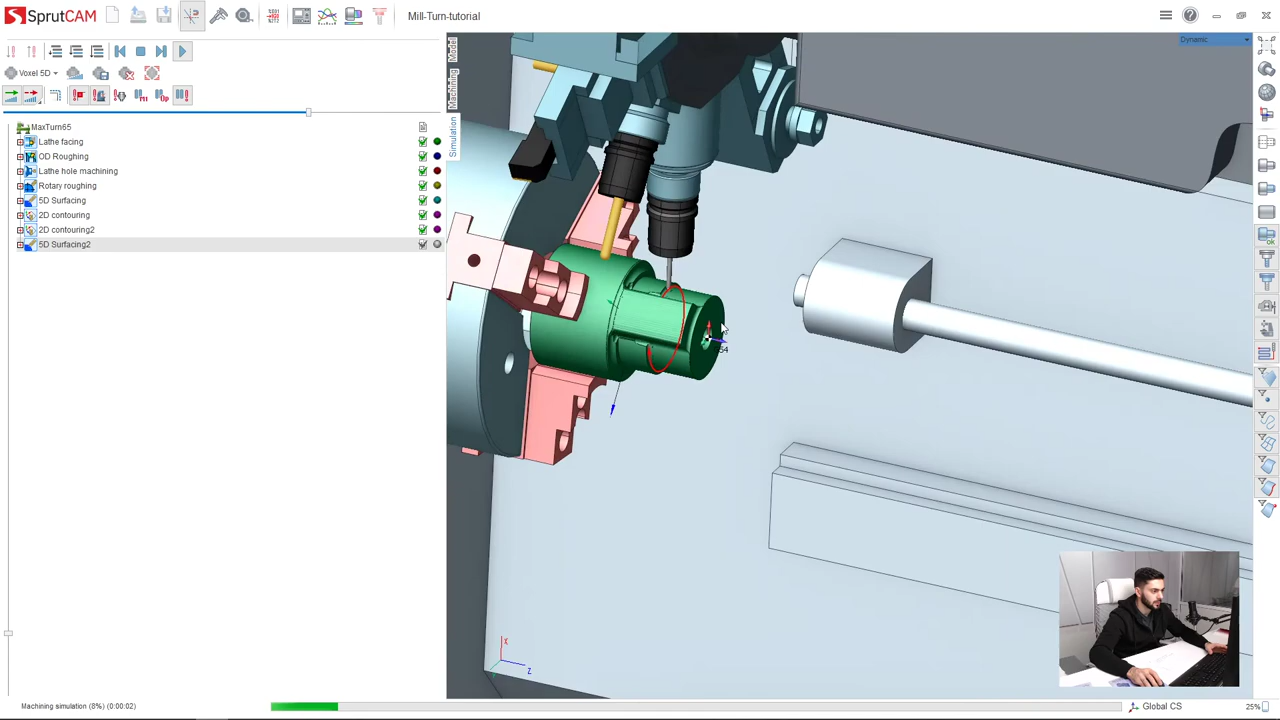 SprutCAM
Mill-Turn-tutorial
Dynamic
Voxel 5D
Model
Machining
Simulation
MaxTurn65
Lathe facing
OD Roughing
Lathe hole machining
Rotary roughing
5D Surfacing
2D contouring
2D contouring2
5D Surfacing2
X
Z
Machining simulation (8%) (0:00:02)
Global CS
25%